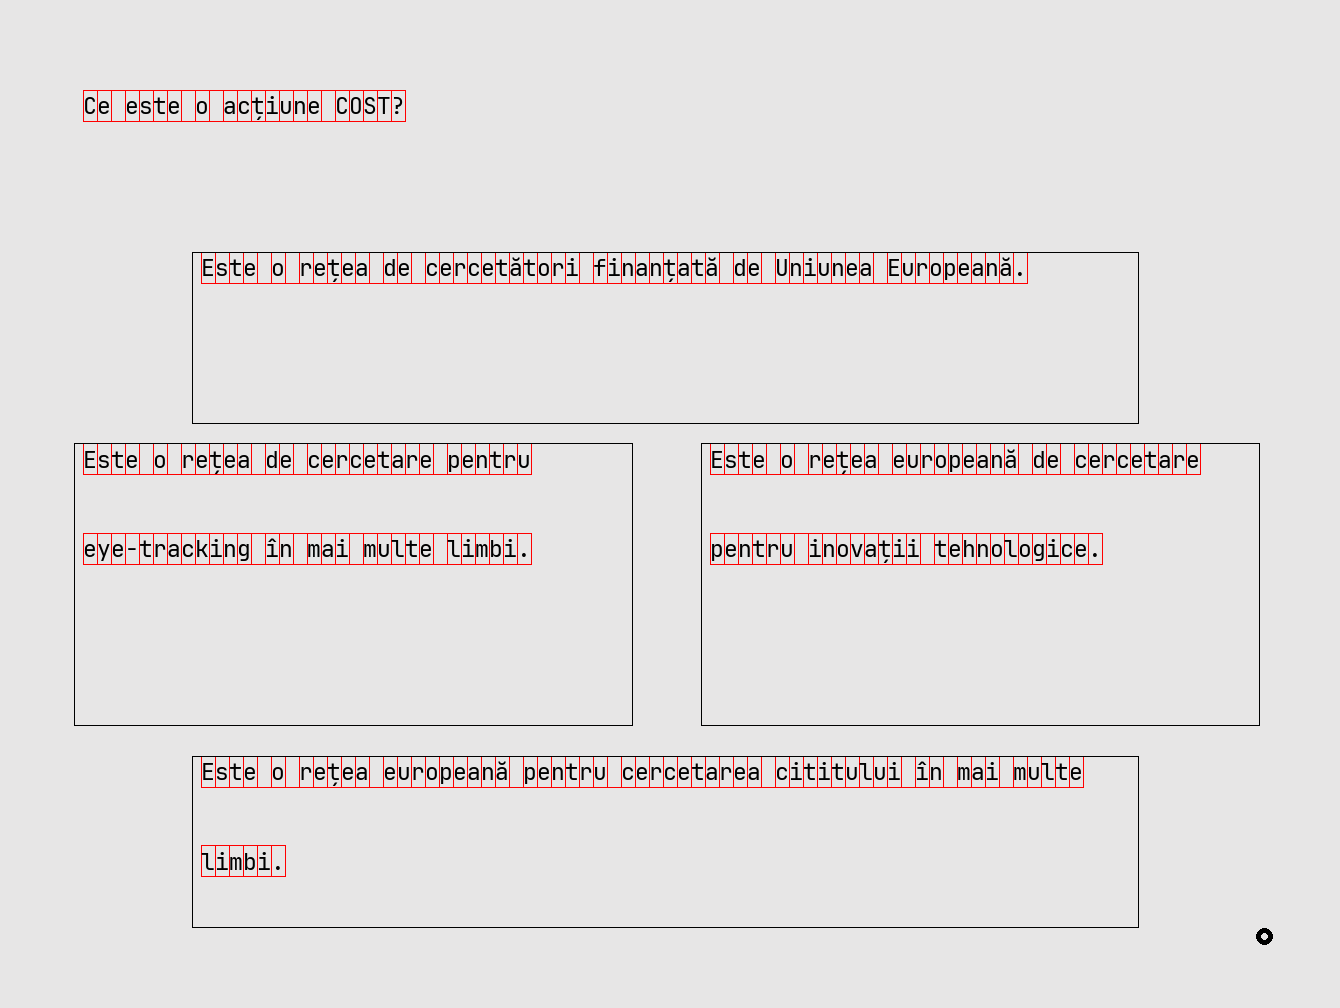 Ce este o acțiune COST?
Este o rețea de cercetători finanțată de Uniunea Europeană.
Este o rețea de cercetare pentru
eye-tracking în mai multe limbi.
Este o rețea europeană de cercetare
pentru inovații tehnologice.
Este o rețea europeană pentru cercetarea cititului în mai multe
limbi.